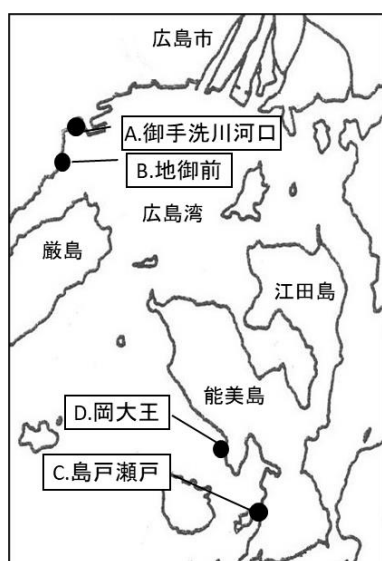 広島市
A.御手洗川河口
B.地御前
広島湾
厳島
江田島
能美島
D.岡大王
C.島戸瀬戸